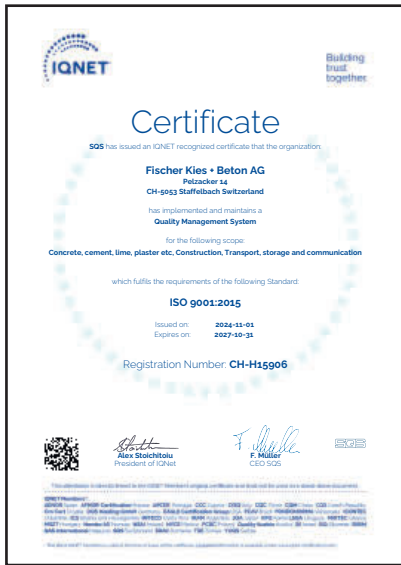 IQNET
Building
trust
together.
Certificate
SQS has issued an IQNET recognized certificate that the organization:
Fischer Kies + Beton AG
Pelzacker 14
CH-5053 Staffelbach Switzerland
has implemented and maintains a
Quality Management System
for the following scope:
Concrete, cement, lime, plaster etc, Construction, Transport, storage and communication
which fulfils the requirements of the following Standard:
ISO 9001:2015
Issued on: 2024-11-01
Expires on: 2027-10-31
Registration Number: CH-H15906
Alex Stoichitoiu
President of IQNet
F. Müller
CEO SQS
SQS
IQNET Members*: